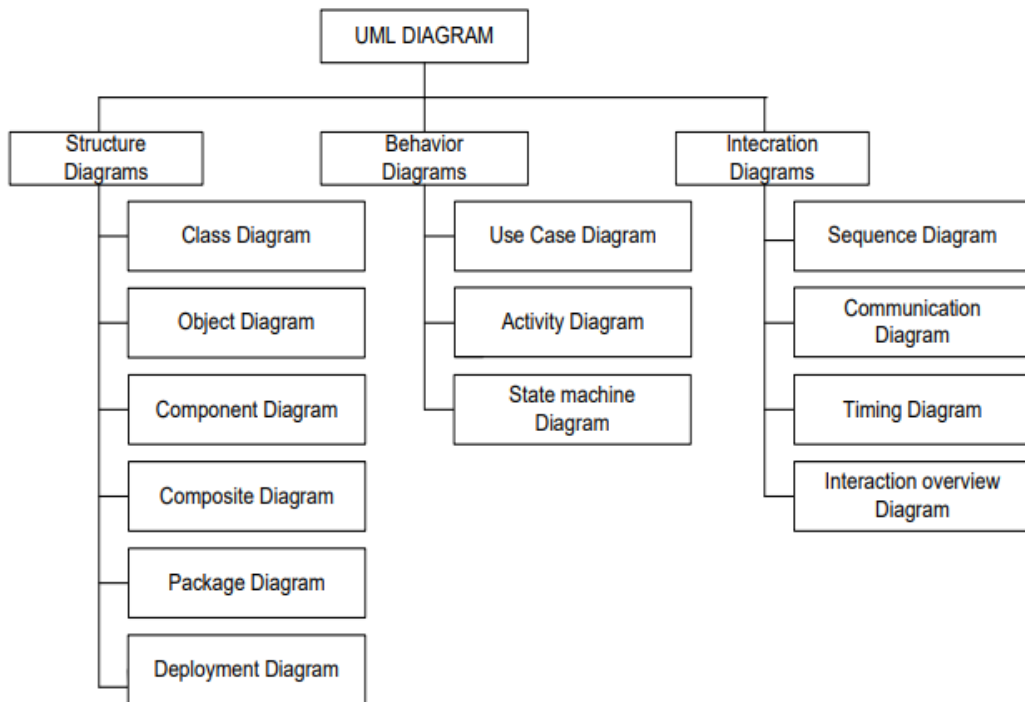 UML DIAGRAM
Structure
Diagrams
Behavior
Diagrams
Intecration
Diagrams
Class Diagram
Object Diagram
Component Diagram
Composite Diagram
Package Diagram
Deployment Diagram
Use Case Diagram
Activity Diagram
State machine
Diagram
Sequence Diagram
Communication
Diagram
Timing Diagram
Interaction overview
Diagram